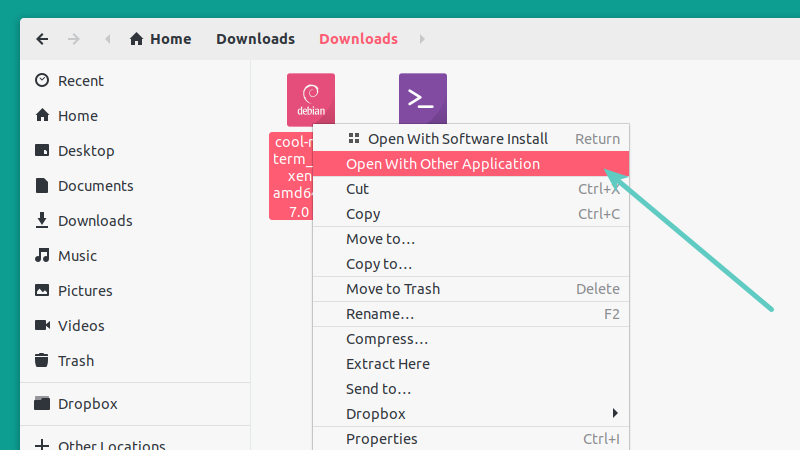 Home Downloads Downloads
Recent
Home
Desktop
Documents
Downloads
Music
Pictures
Videos
Trash
Dropbox
Other Locations
debian
term_
amd64
7.0
Open With Software Install Return
Open With Other Application
Cut Ctrl+X
Copy Ctrl+C
Move to...
Copy to...
Move to Trash Delete
Rename... F2
Compress...
Extract Here
Send to...
Dropbox
Properties Ctrl+I